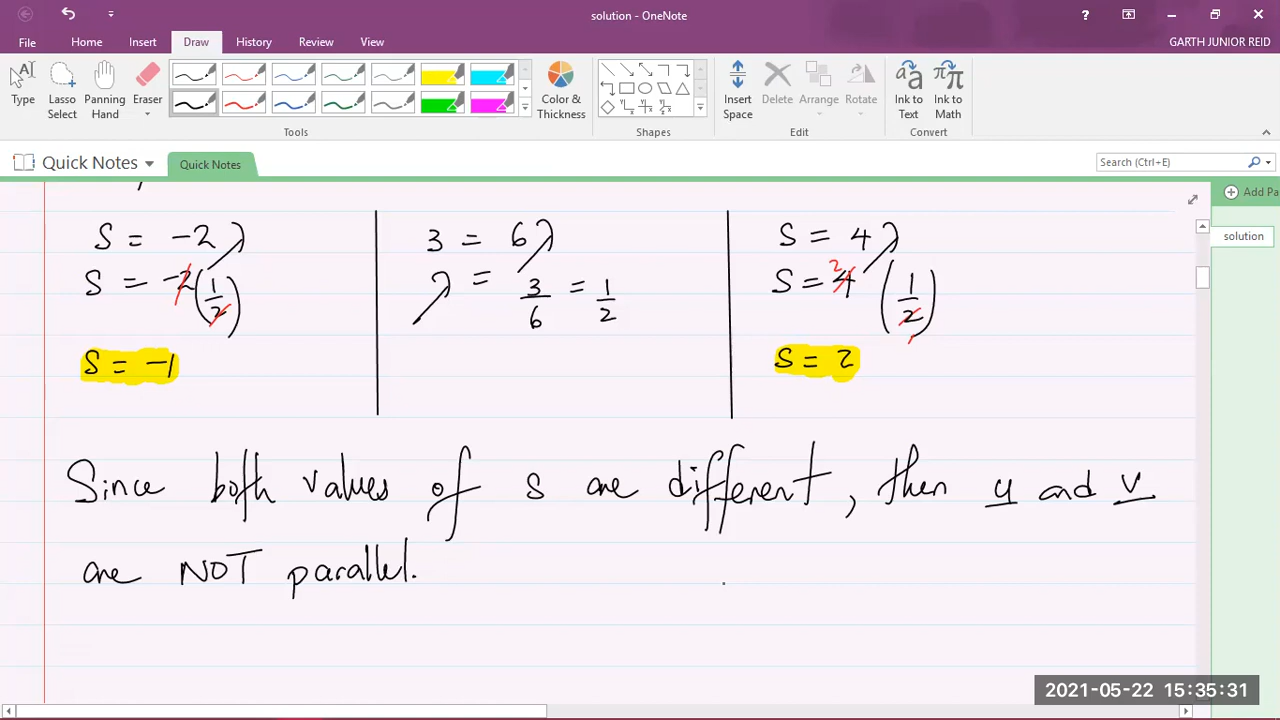 solution - OneNote
GARTH JUNIOR REID
File Home Insert Draw History Review View
Type
Lasso Select
Panning Hand
Eraser
Color & Thickness
Insert Space
Delete
Arrange
Rotate
Ink to Text
Ink to Math
Tools
Shapes
Edit
Convert
Quick Notes
Quick Notes
Search (Ctrl+E)
Add Pa
solution
S = -2λ
S = -2(1/2)
S = -1
3 = 6λ
λ = 3/6 = 1/2
S = 4λ
S = 4 2 (1/2)
S = 2
Since both values of s are different, then u and v
are NOT parallel.
2021-05-22 15:35:31